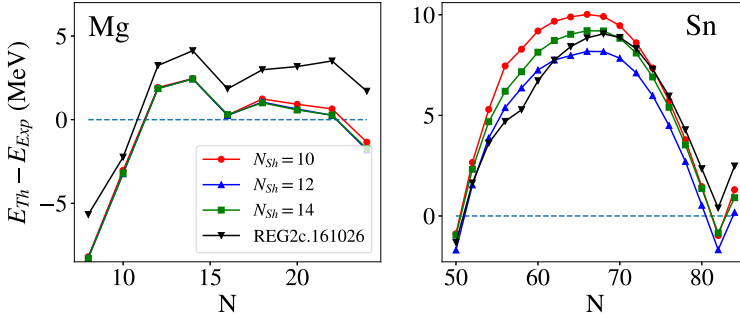 Mg
E_Th − E_Exp (MeV)
5
0
−5
N_Sh = 10
N_Sh = 12
N_Sh = 14
REG2c.161026
10
15
20
N
Sn
10
5
0
50
60
70
80
N